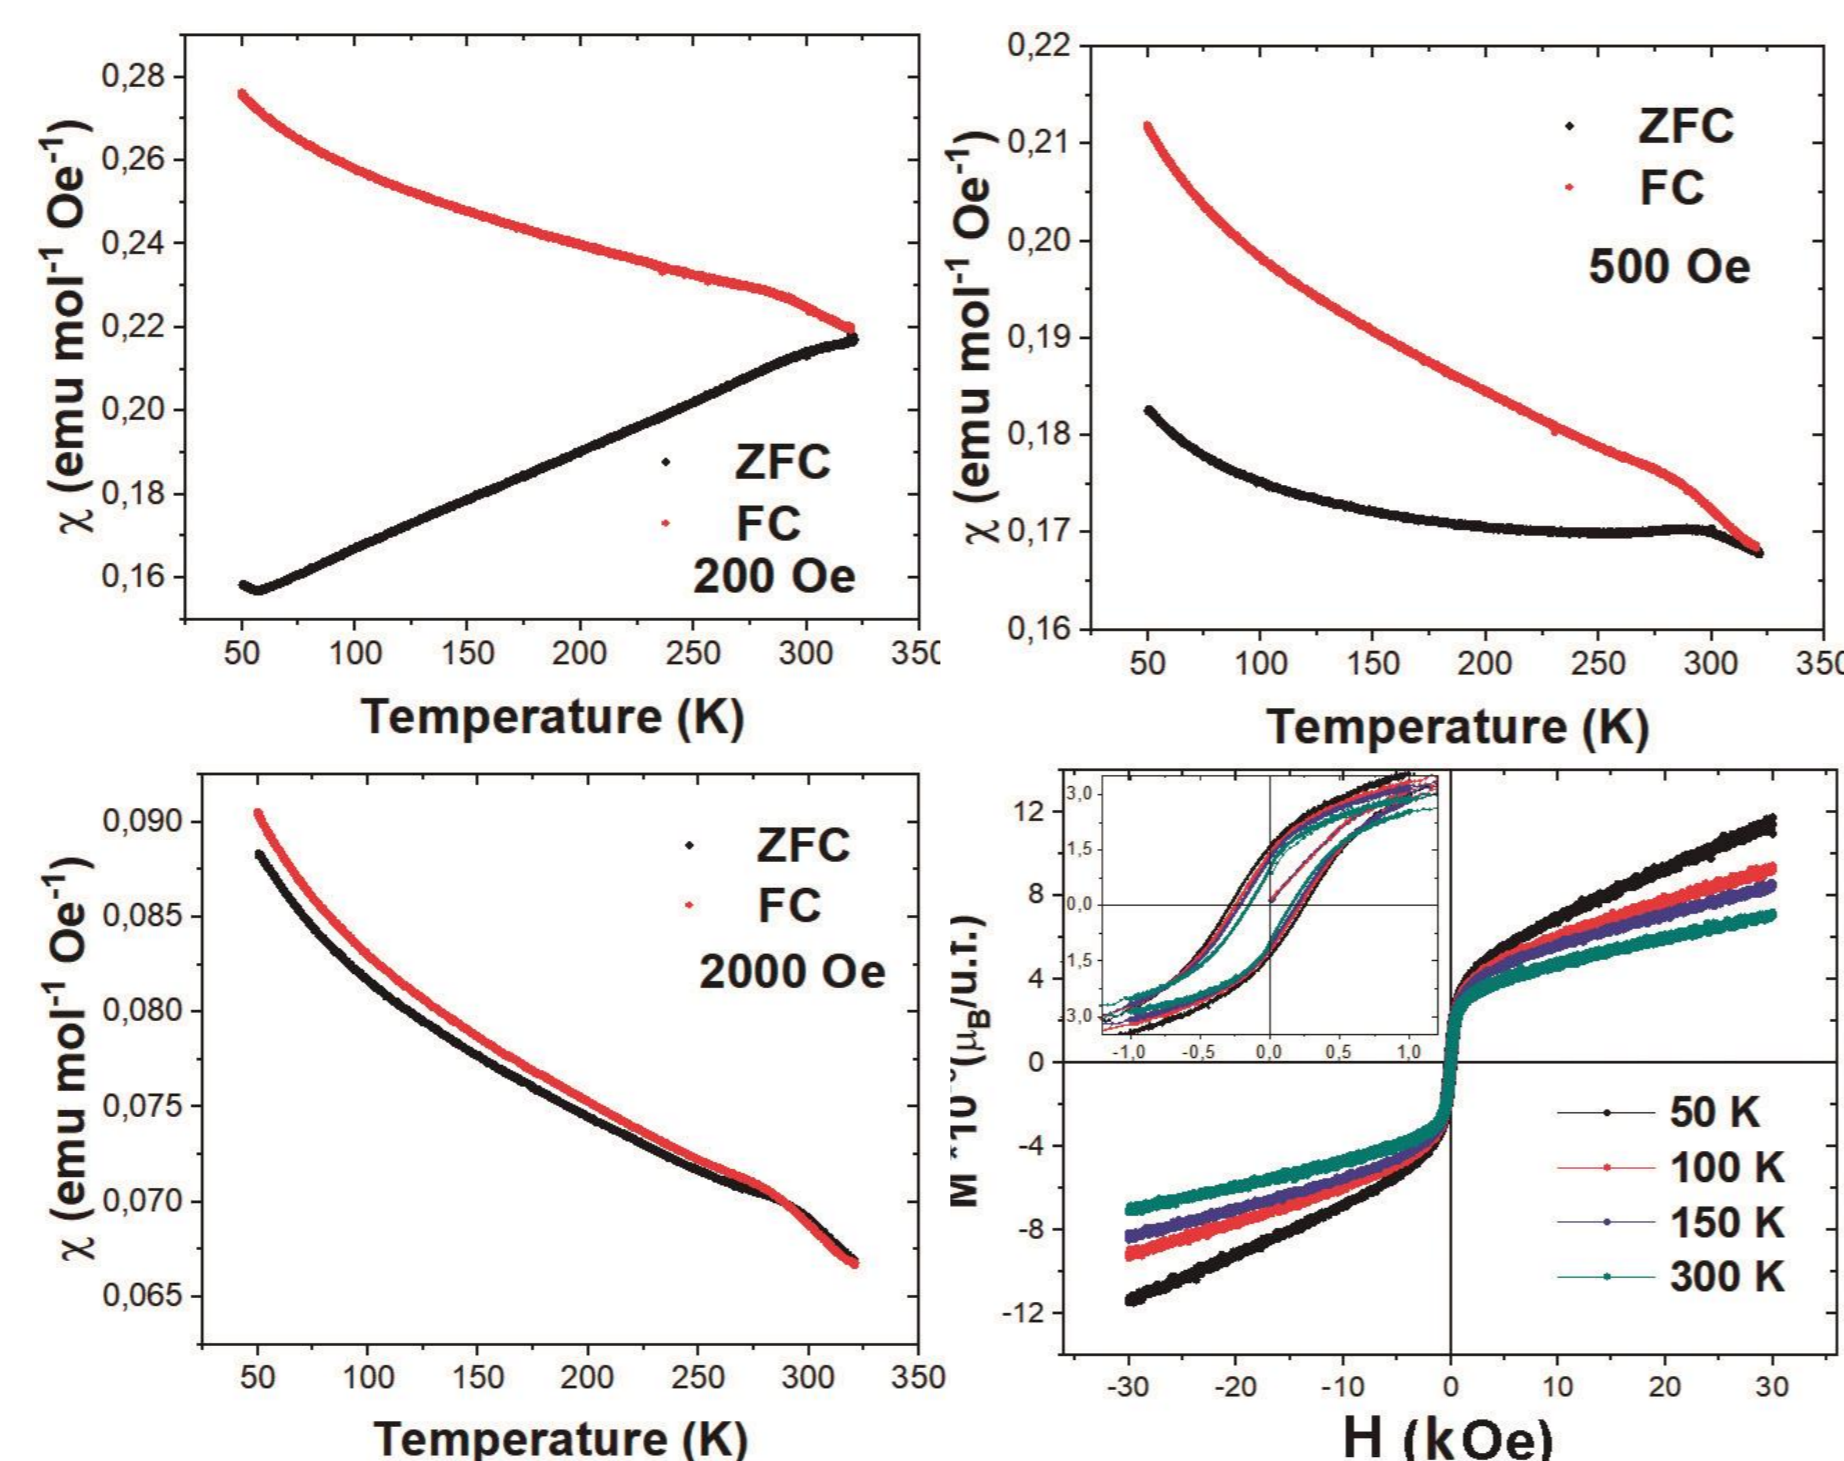 0,28
0,26
0,24
0,22
0,20
0,18
0,16
χ (emu mol⁻¹ Oe⁻¹)
ZFC
FC
200 Oe
50 100 150 200 250 300
Temperature (K)
0,22
0,21
0,20
0,19
0,18
0,17
0,16
χ (emu mol⁻¹ Oe⁻¹)
ZFC
FC
500 Oe
50 100 150 200 250 300
Temperature (K)
0,090
0,085
0,080
0,075
0,070
0,065
χ (emu mol⁻¹ Oe⁻¹)
ZFC
FC
2000 Oe
50 100 150 200 250 300 350
Temperature (K)
12
8
4
0
-4
-8
-12
3,0
1,5
0,0
1,5
3,0
-1,0 -0,5 0,0 0,5 1,0
50 K
100 K
150 K
300 K
-30 -20 -10 0 10 20 30
H (kOe)